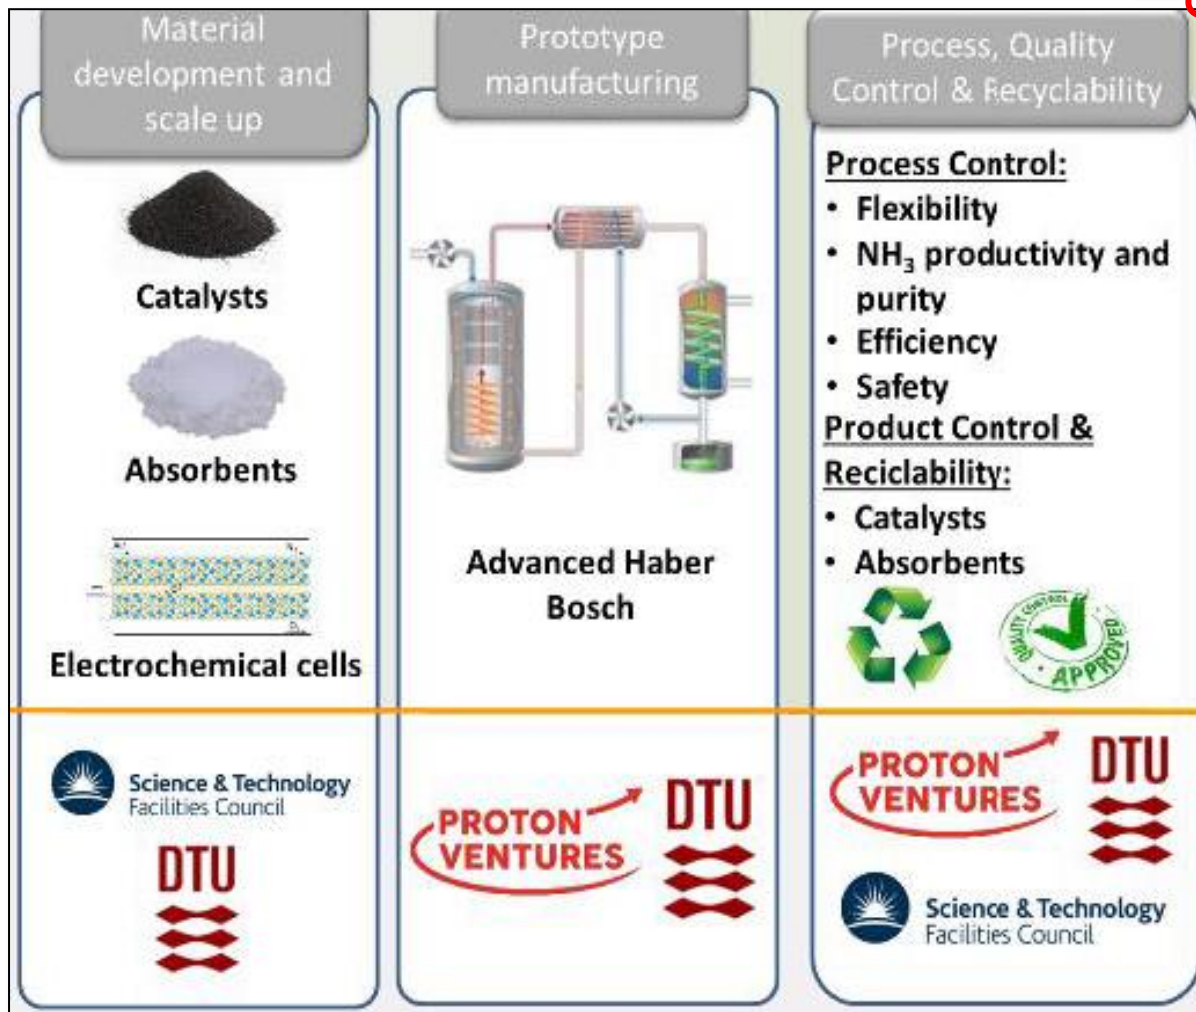 Material
development and
scale up
Catalysts
Absorbents
Electrochemical cells
Science & Technology
Facilities Council
DTU
Prototype
manufacturing
Advanced Haber
Bosch
PROTON
VENTURES
DTU
Process, Quality
Control & Recyclability
Process Control:
• Flexibility
• NH₃ productivity and
purity
• Efficiency
• Safety
Product Control &
Reciclability:
• Catalysts
• Absorbents
QUALITY CONTROL
APPROVED
PROTON
VENTURES
DTU
Science & Technology
Facilities Council